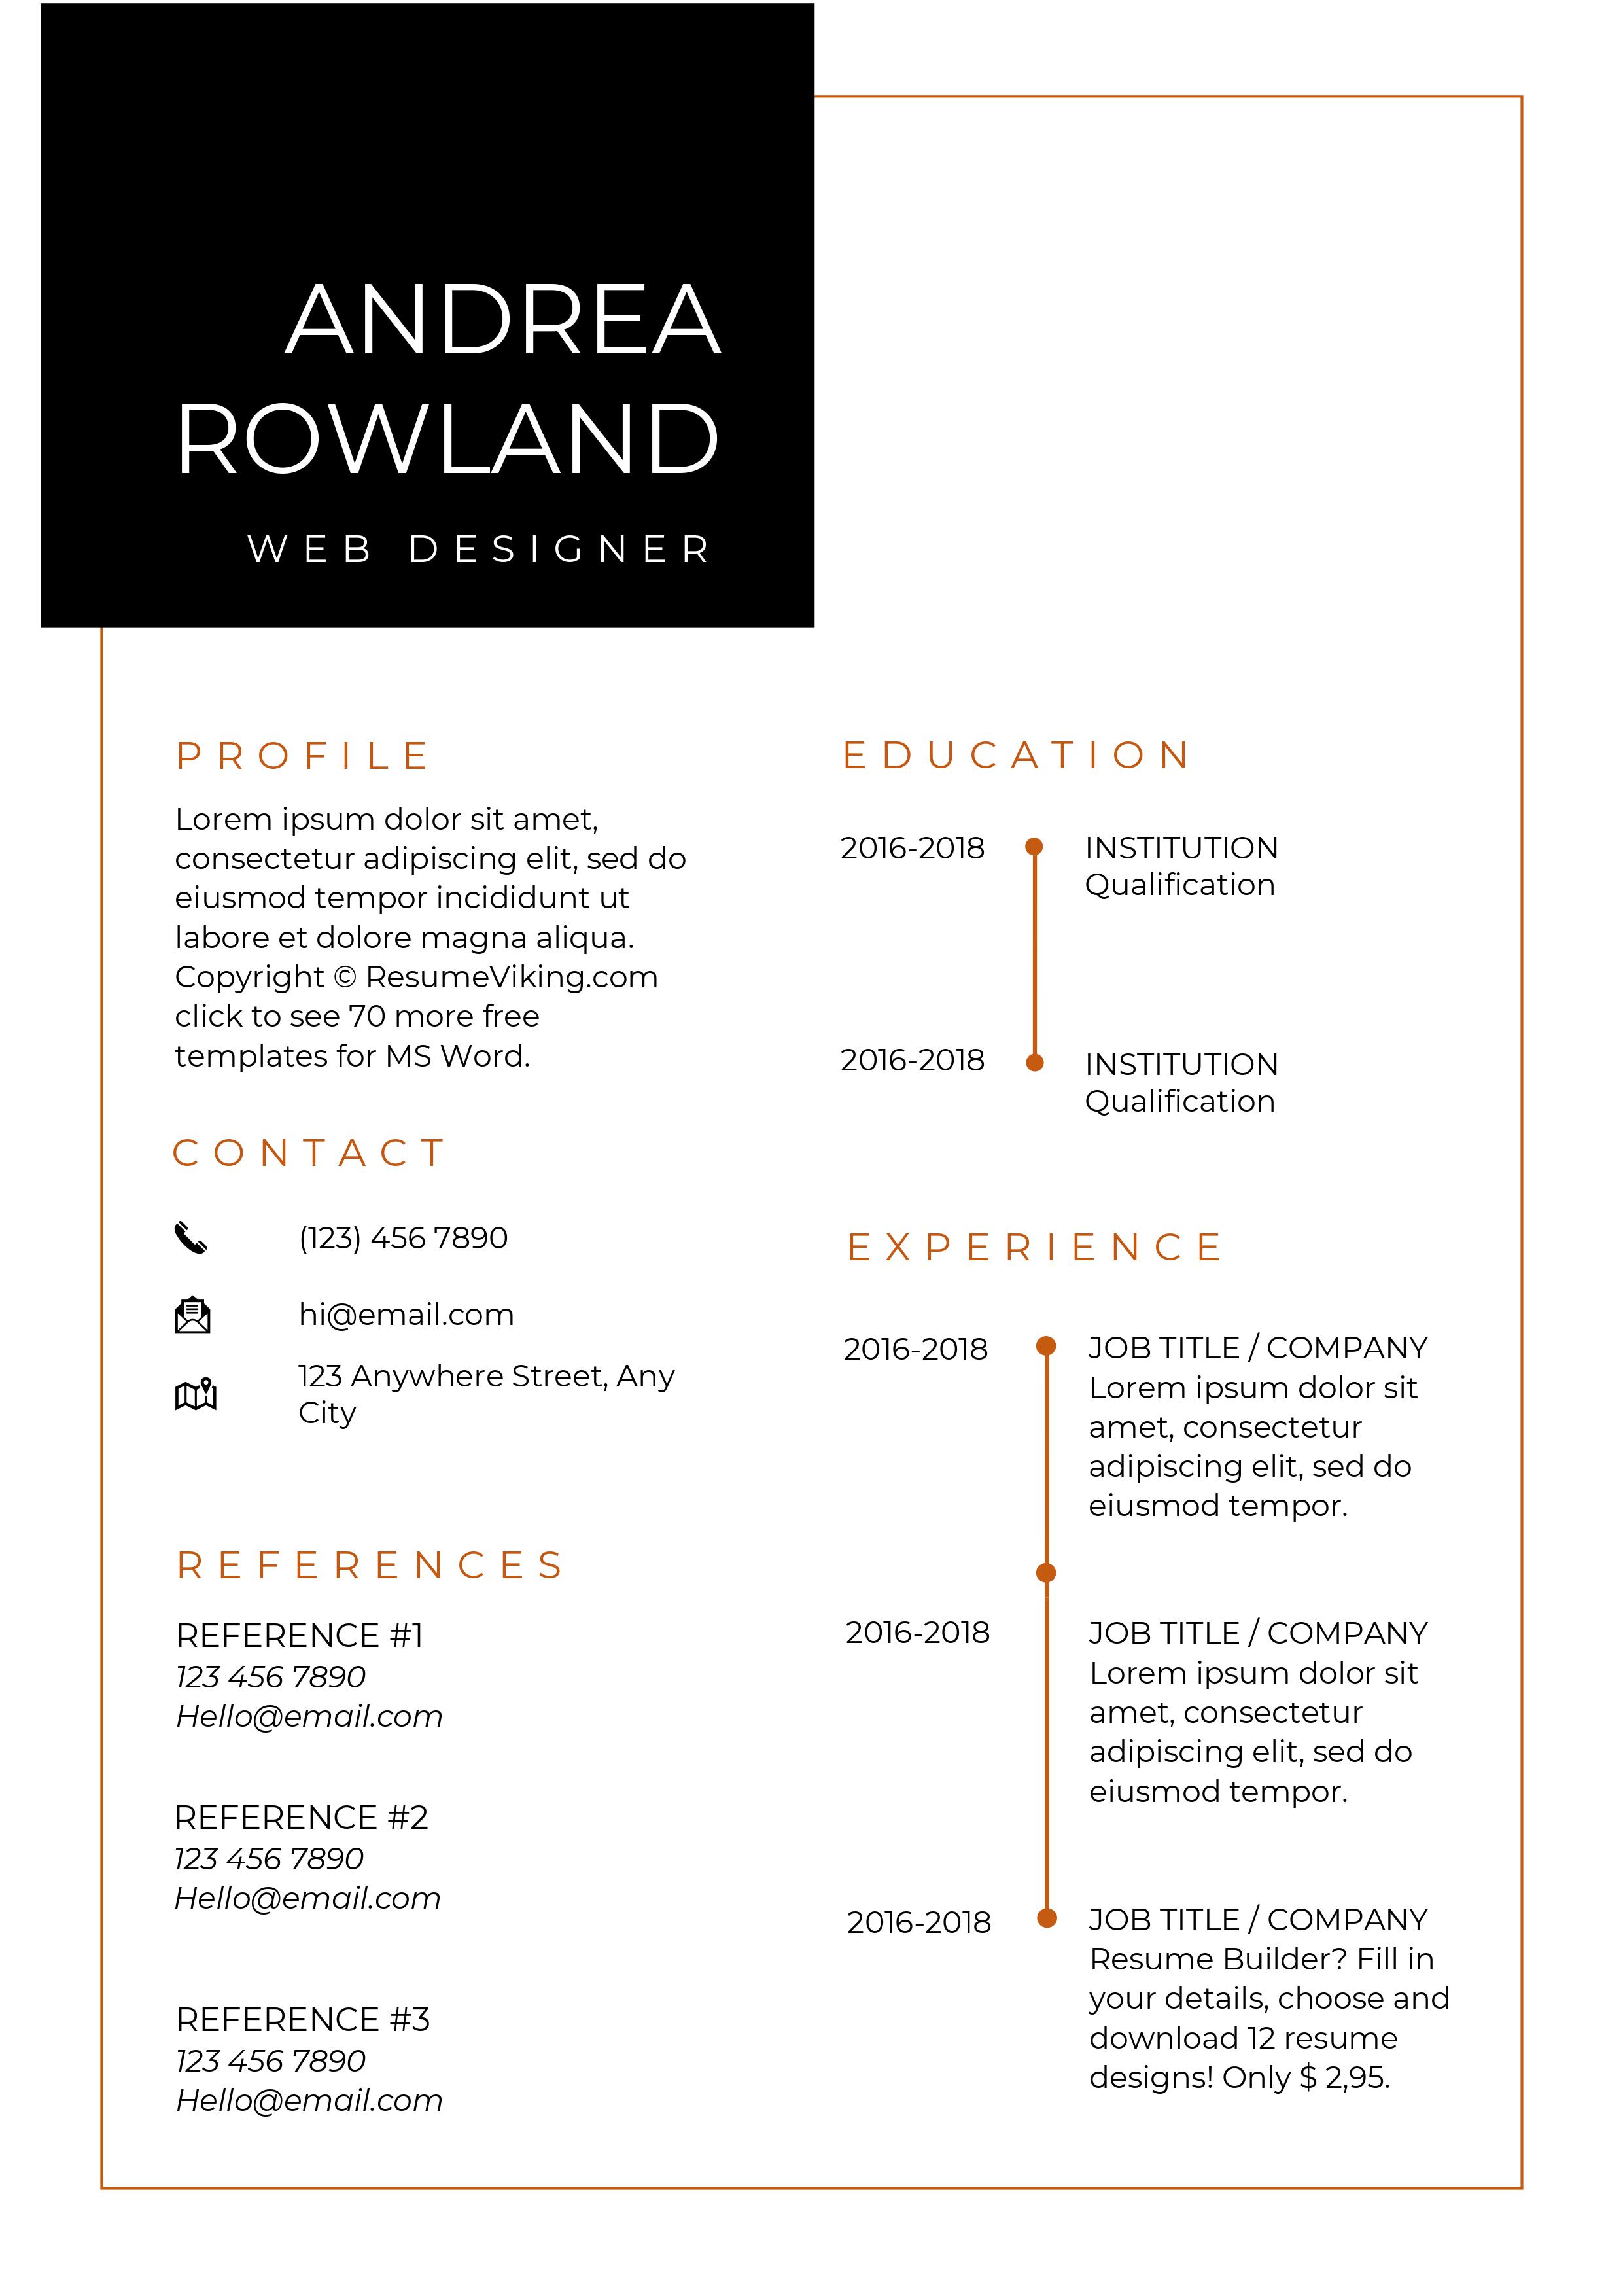 ANDREA
ROWLAND
WEB DESIGNER
PROFILE
Lorem ipsum dolor sit amet,
consectetur adipiscing elit, sed do
eiusmod tempor incididunt ut
labore et dolore magna aliqua.
Copyright © ResumeViking.com
click to see 70 more free
templates for MS Word.
CONTACT
(123) 456 7890
hi@email.com
123 Anywhere Street, Any
City
REFERENCES
REFERENCE #1
123 456 7890
Hello@email.com
REFERENCE #2
123 456 7890
Hello@email.com
REFERENCE #3
123 456 7890
Hello@email.com
EDUCATION
2016-2018
INSTITUTION
Qualification
2016-2018
INSTITUTION
Qualification
EXPERIENCE
2016-2018
JOB TITLE / COMPANY
Lorem ipsum dolor sit
amet, consectetur
adipiscing elit, sed do
eiusmod tempor.
2016-2018
JOB TITLE / COMPANY
Lorem ipsum dolor sit
amet, consectetur
adipiscing elit, sed do
eiusmod tempor.
2016-2018
JOB TITLE / COMPANY
Resume Builder? Fill in
your details, choose and
download 12 resume
designs! Only $ 2,95.